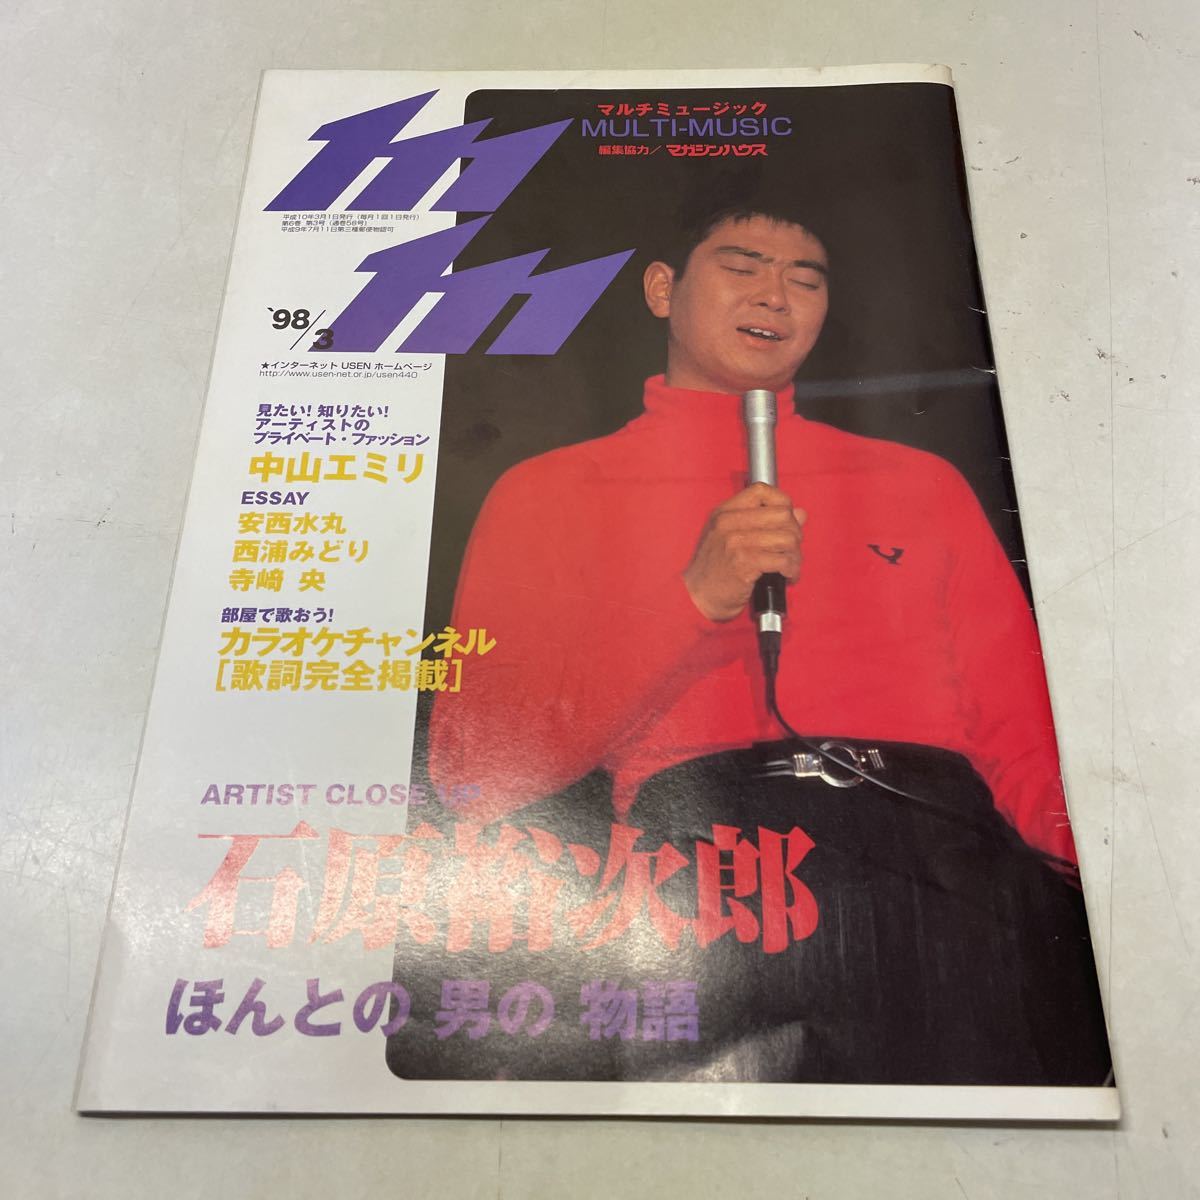 マルチミュージック
MULTI-MUSIC
編集協力/マガジンハウス
mm
平成10年3月1日発行(毎月1回1日発行)
第6巻 第3号(通巻58号)
平成9年7月11日第三種郵便物認可
'98/3
★インターネット USEN ホームページ
http://www.usen-net.or.jp/usen440
見たい!知りたい!
アーティストの
プライベート・ファッション
中山エミリ
ESSAY
安西水丸
西浦みどり
寺﨑 央
部屋で歌おう!
カラオケチャンネル
[歌詞完全掲載]
ARTIST CLOSE UP
石原裕次郎
ほんとの 男の 物語